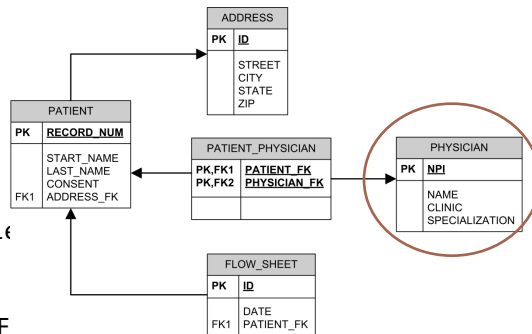 ADDRESS
PK ID
STREET
CITY
STATE
ZIP
PATIENT
PK RECORD_NUM
START_NAME
LAST_NAME
CONSENT
FK1 ADDRESS_FK
PATIENT_PHYSICIAN
PK,FK1 PATIENT_FK
PK,FK2 PHYSICIAN_FK
PHYSICIAN
PK NPI
NAME
CLINIC
SPECIALIZATION
FLOW_SHEET
PK ID
DATE
FK1 PATIENT_FK